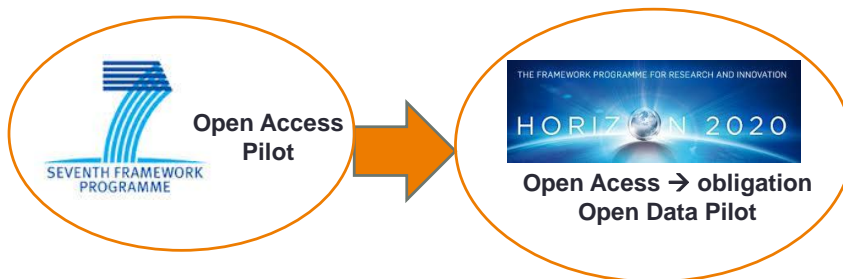 Open Access
Pilot
SEVENTH FRAMEWORK
PROGRAMME
THE FRAMEWORK PROGRAMME FOR RESEARCH AND INNOVATION
HORIZON 2020
Open Acess → obligation
Open Data Pilot